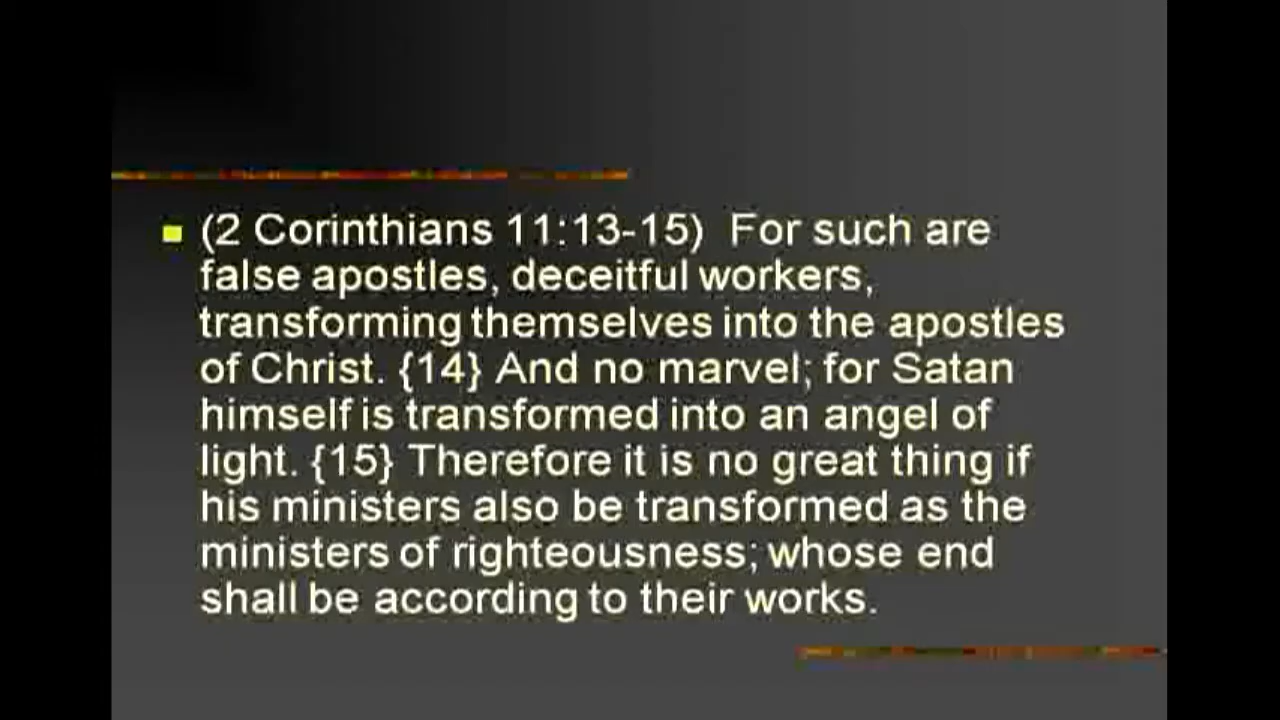 (2 Corinthians 11:13-15)  For such are
false apostles, deceitful workers,
transforming themselves into the apostles
of Christ. {14} And no marvel; for Satan
himself is transformed into an angel of
light. {15} Therefore it is no great thing if
his ministers also be transformed as the
ministers of righteousness; whose end
shall be according to their works.